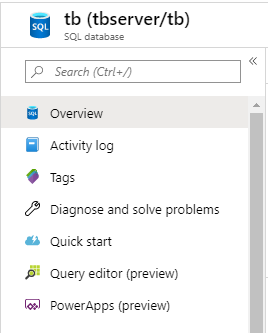 SQL
tb (tbserver/tb)
SQL database
Search (Ctrl+/)
«
SQL
Overview
Activity log
Tags
Diagnose and solve problems
Quick start
Query editor (preview)
PowerApps (preview)